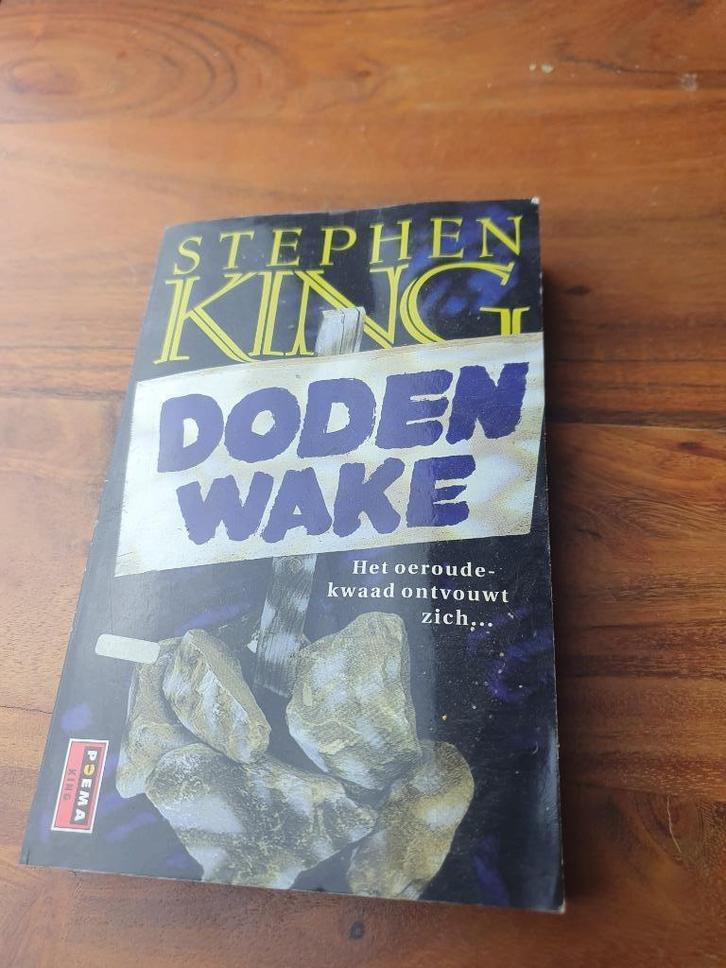 STEPHEN
KING
DODEN
WAKE
Het oeroude-
kwaad ontvouwt
zich...
POEMA
KING